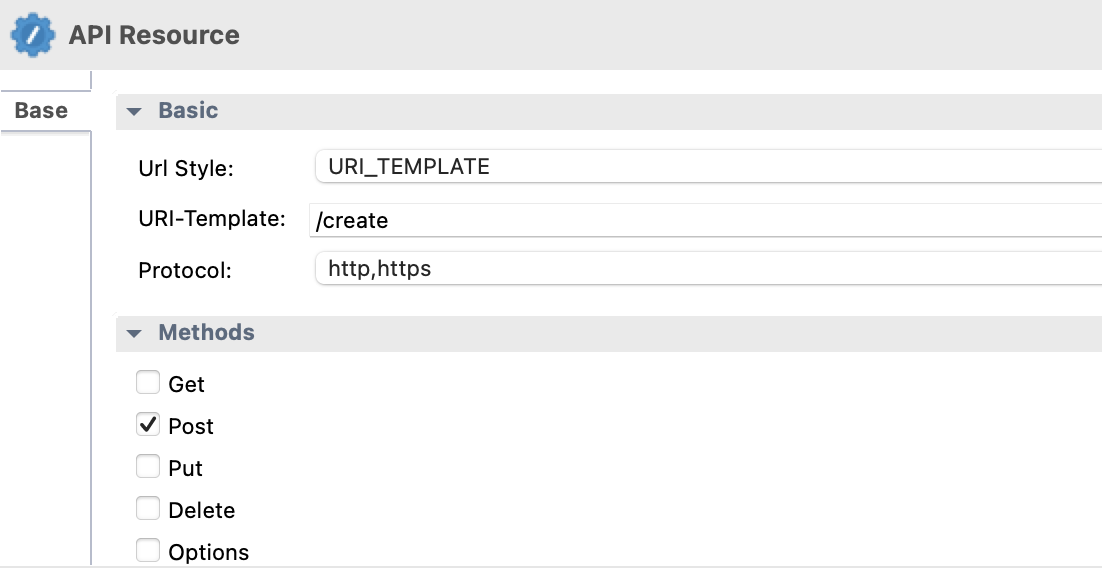 API Resource
Base
Basic
Url Style: URI_TEMPLATE
URI-Template: /create
Protocol: http,https
Methods
Get
Post
Put
Delete
Options